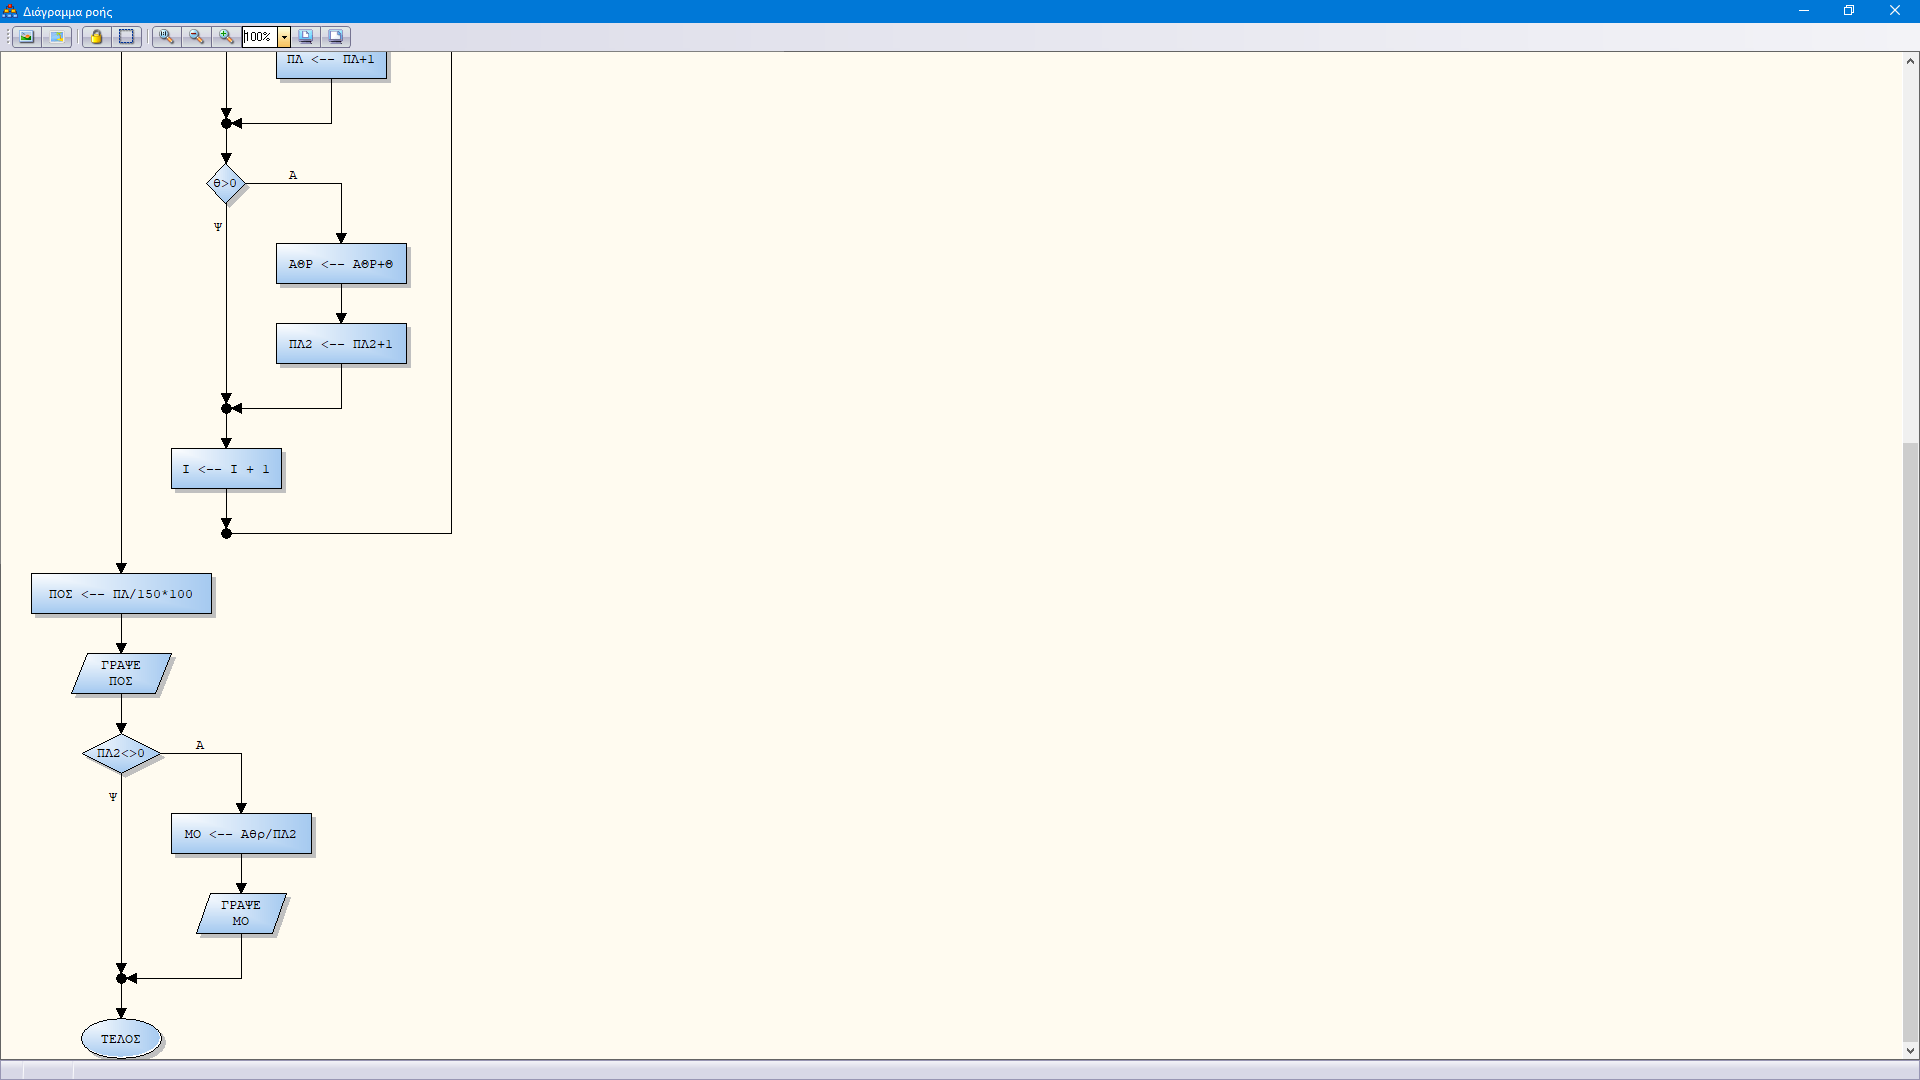 Διάγραμμα ροής
100%
ΠΛ <-- ΠΛ+1
Θ>0
Α
Ψ
ΑΘΡ <-- ΑΘΡ+Θ
ΠΛ2 <-- ΠΛ2+1
Ι <-- Ι + 1
ΠΟΣ <-- ΠΛ/150*100
ΓΡΑΨΕ
ΠΟΣ
ΠΛ2<>0
Α
Ψ
ΜΟ <-- Αθρ/ΠΛ2
ΓΡΑΨΕ
ΜΟ
ΤΕΛΟΣ